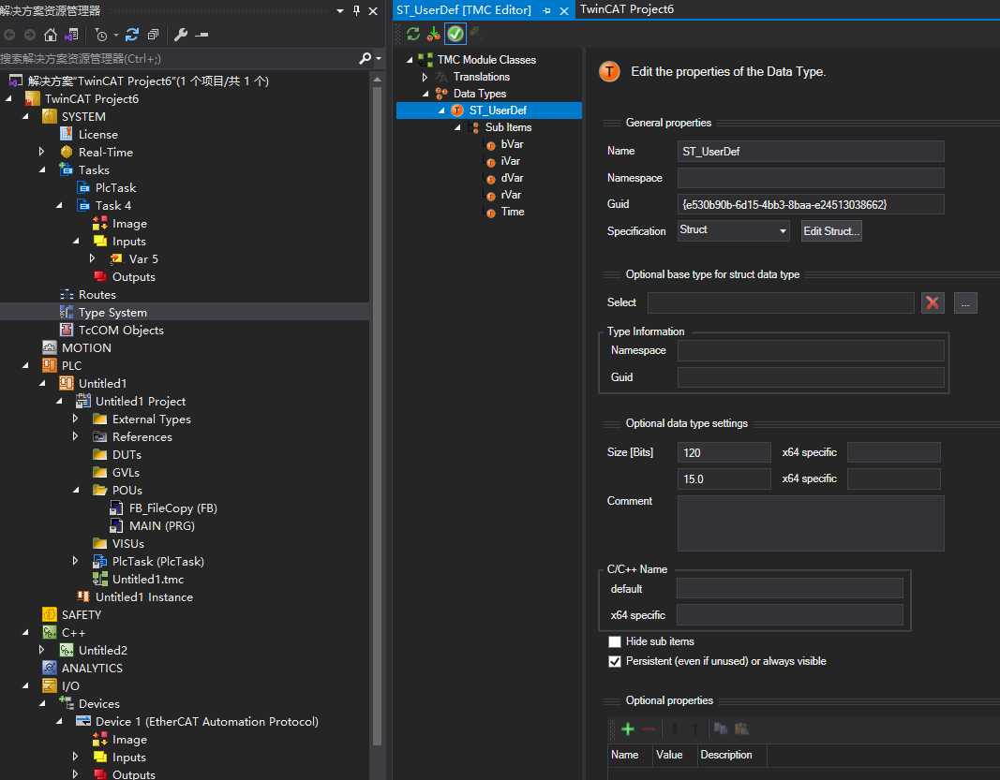 解决方案资源管理器
搜索解决方案资源管理器(Ctrl+;)
解决方案"TwinCAT Project6"(1 个项目/共 1 个)
TwinCAT Project6
SYSTEM
License
Real-Time
Tasks
PlcTask
Task 4
Image
Inputs
Var 5
Outputs
Routes
Type System
TcCOM Objects
MOTION
PLC
Untitled1
Untitled1 Project
External Types
References
DUTs
GVLs
POUs
FB_FileCopy (FB)
MAIN (PRG)
VISUs
PlcTask (PlcTask)
Untitled1.tmc
Untitled1 Instance
SAFETY
C++
Untitled2
ANALYTICS
I/O
Devices
Device 1 (EtherCAT Automation Protocol)
Image
Inputs
Outputs
ST_UserDef [TMC Editor]
TwinCAT Project6
TMC Module Classes
Translations
Data Types
ST_UserDef
Sub Items
bVar
iVar
dVar
rVar
Time
Edit the properties of the Data Type.
General properties
Name ST_UserDef
Namespace
Guid {e530b90b-6d15-4bb3-8baa-e24513038662}
Specification Struct Edit Struct...
Optional base type for struct data type
Select ...
Type Information
Namespace
Guid
Optional data type settings
Size [Bits] 120 x64 specific
15.0 x64 specific
Comment
C/C++ Name
default
x64 specific
Hide sub items
Persistent (even if unused) or always visible
Optional properties
Name Value Description